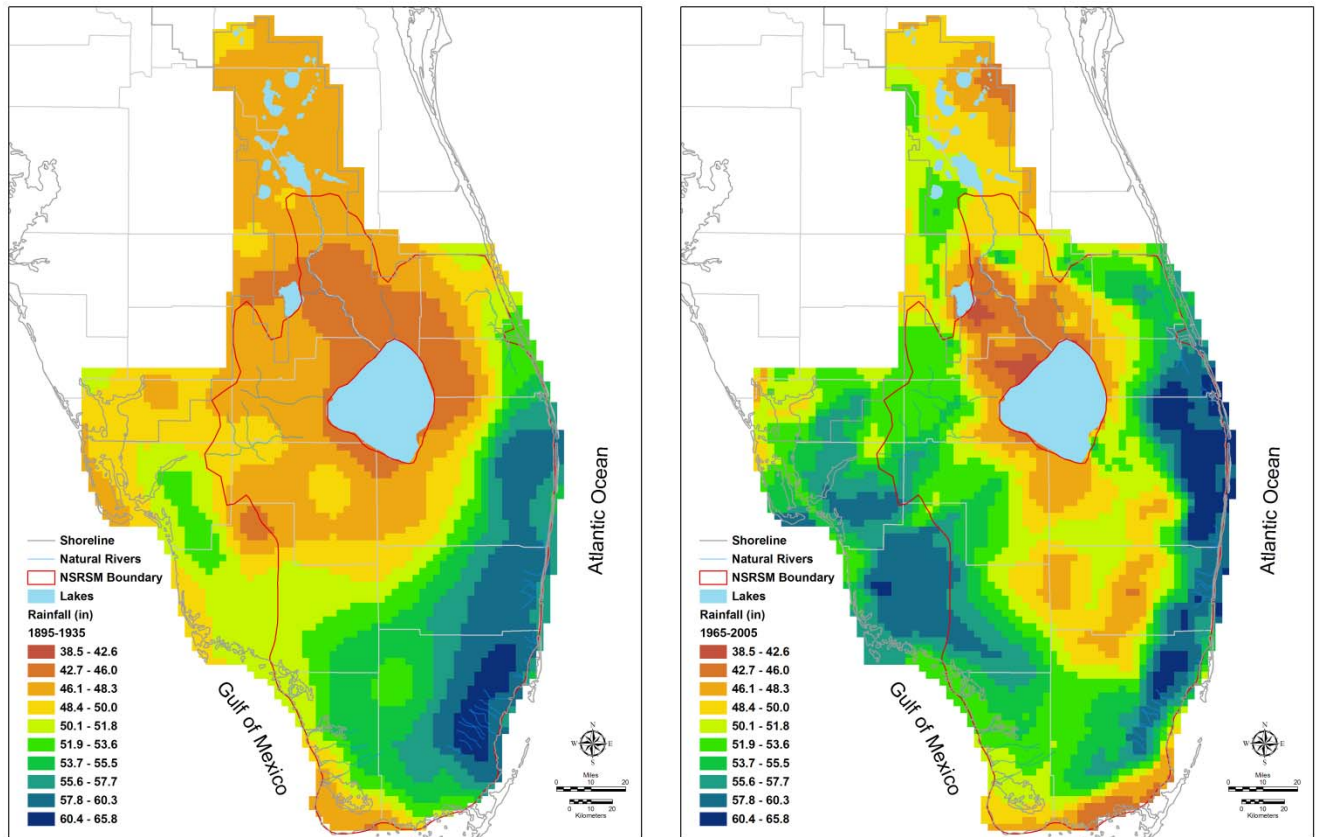 Atlantic Ocean
Gulf of Mexico
Shoreline
Natural Rivers
NSRSM Boundary
Lakes
Rainfall (in)
1895-1935
38.5 - 42.6
42.7 - 46.0
46.1 - 48.3
48.4 - 50.0
50.1 - 51.8
51.9 - 53.6
53.7 - 55.5
55.6 - 57.7
57.8 - 60.3
60.4 - 65.8
N
W E
S
Miles
0 10 20
0 10 20
Kilometers
Atlantic Ocean
Gulf of Mexico
Shoreline
Natural Rivers
NSRSM Boundary
Lakes
Rainfall (in)
1965-2005
38.5 - 42.6
42.7 - 46.0
46.1 - 48.3
48.4 - 50.0
50.1 - 51.8
51.9 - 53.6
53.7 - 55.5
55.6 - 57.7
57.8 - 60.3
60.4 - 65.8
N
W E
S
Miles
0 10 20
0 10 20
Kilometers